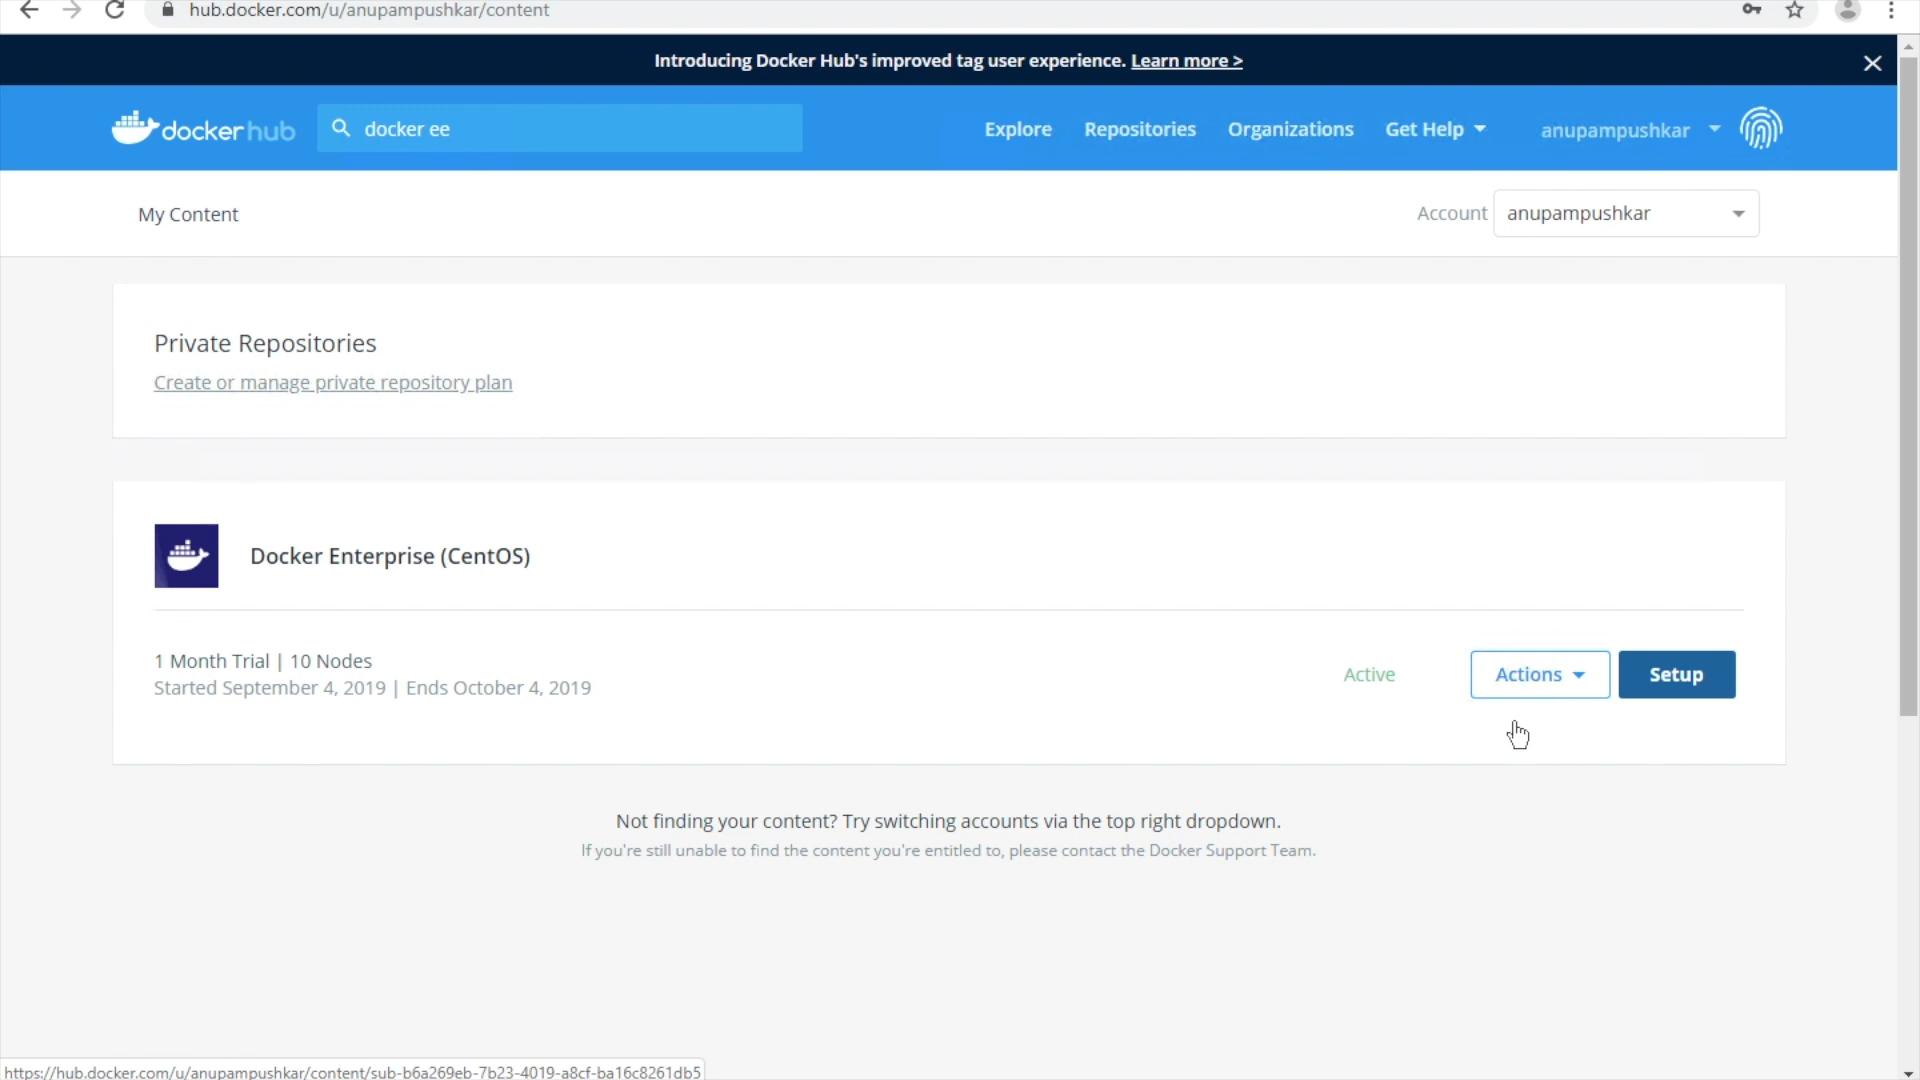 hub.docker.com/u/anupampushkar/content
Introducing Docker Hub's improved tag user experience. Learn more >
dockerhub
docker ee
Explore
Repositories
Organizations
Get Help
anupampushkar
My Content
Account
anupampushkar
Private Repositories
Create or manage private repository plan
Docker Enterprise (CentOS)
1 Month Trial | 10 Nodes
Started September 4, 2019 | Ends October 4, 2019
Active
Actions
Setup
Not finding your content? Try switching accounts via the top right dropdown.
If you're still unable to find the content you're entitled to, please contact the Docker Support Team.
https://hub.docker.com/u/anupampushkar/content/sub-b6a269eb-7b23-4019-a8cf-ba16c8261db5